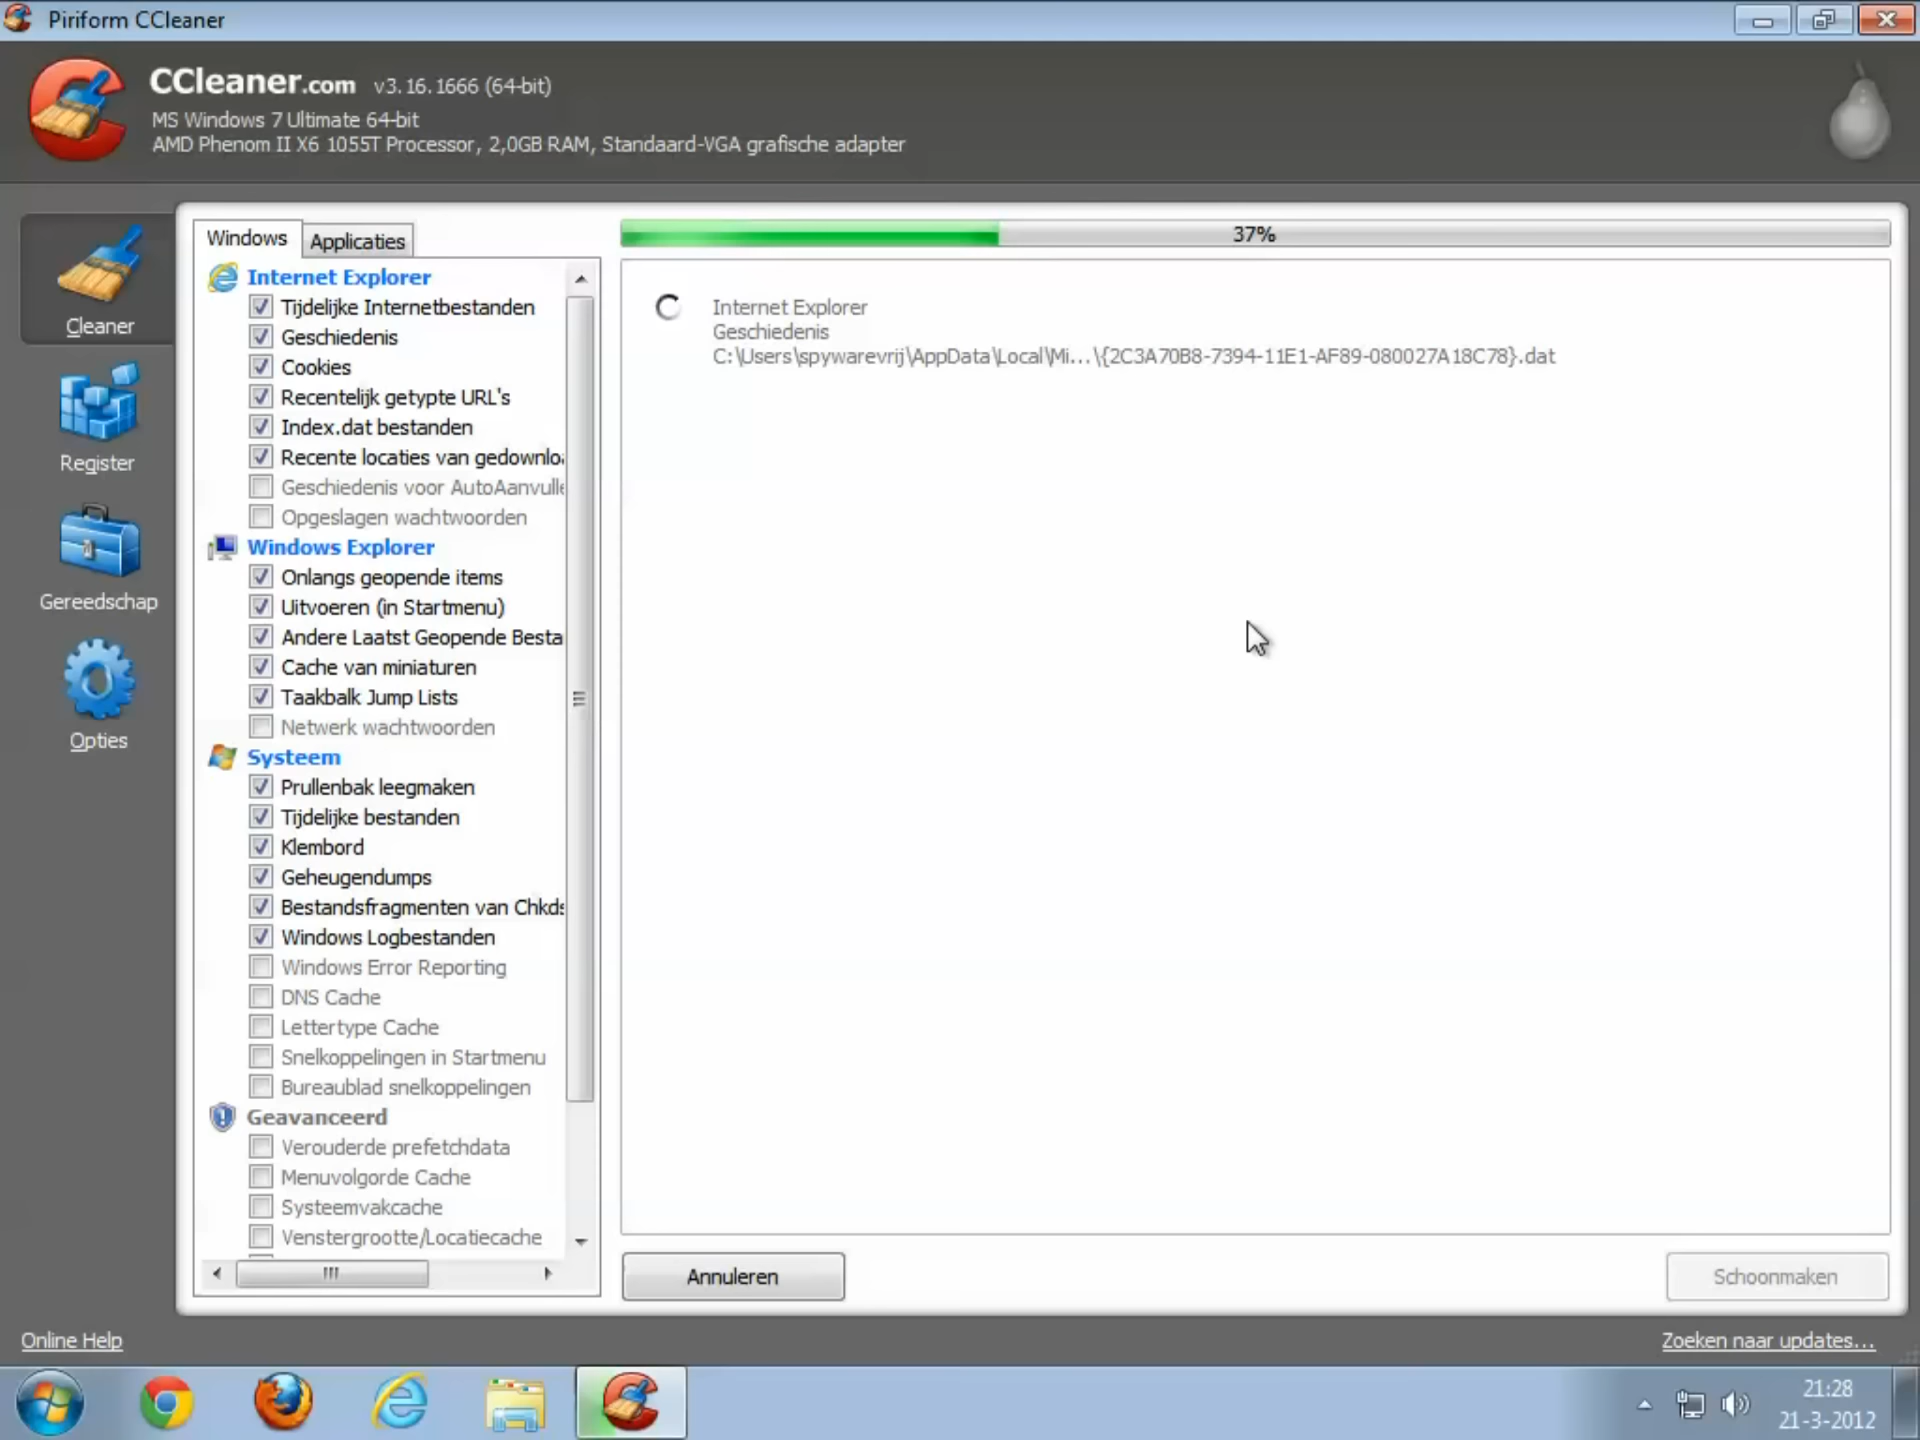 Piriform CCleaner
CCleaner.com v3.16.1666 (64-bit)
MS Windows 7 Ultimate 64-bit
AMD Phenom II X6 1055T Processor, 2,0GB RAM, Standaard-VGA grafische adapter
Cleaner
Register
Gereedschap
Opties
Windows
Applicaties
Internet Explorer
Tijdelijke Internetbestanden
Geschiedenis
Cookies
Recentelijk getypte URL's
Index.dat bestanden
Recente locaties van gedownloa
Geschiedenis voor AutoAanvulle
Opgeslagen wachtwoorden
Windows Explorer
Onlangs geopende items
Uitvoeren (in Startmenu)
Andere Laatst Geopende Besta
Cache van miniaturen
Taakbalk Jump Lists
Netwerk wachtwoorden
Systeem
Prullenbak leegmaken
Tijdelijke bestanden
Klembord
Geheugendumps
Bestandsfragmenten van Chkds
Windows Logbestanden
Windows Error Reporting
DNS Cache
Lettertype Cache
Snelkoppelingen in Startmenu
Bureaublad snelkoppelingen
Geavanceerd
Verouderde prefetchdata
Menuvolgorde Cache
Systeemvakcache
Venstergrootte/Locatiecache
37%
Internet Explorer
Geschiedenis
C:\Users\spywarevrij\AppData\Local\Mi...\{2C3A70B8-7394-11E1-AF89-080027A18C78}.dat
Annuleren
Schoonmaken
Online Help
Zoeken naar updates...
21:28
21-3-2012